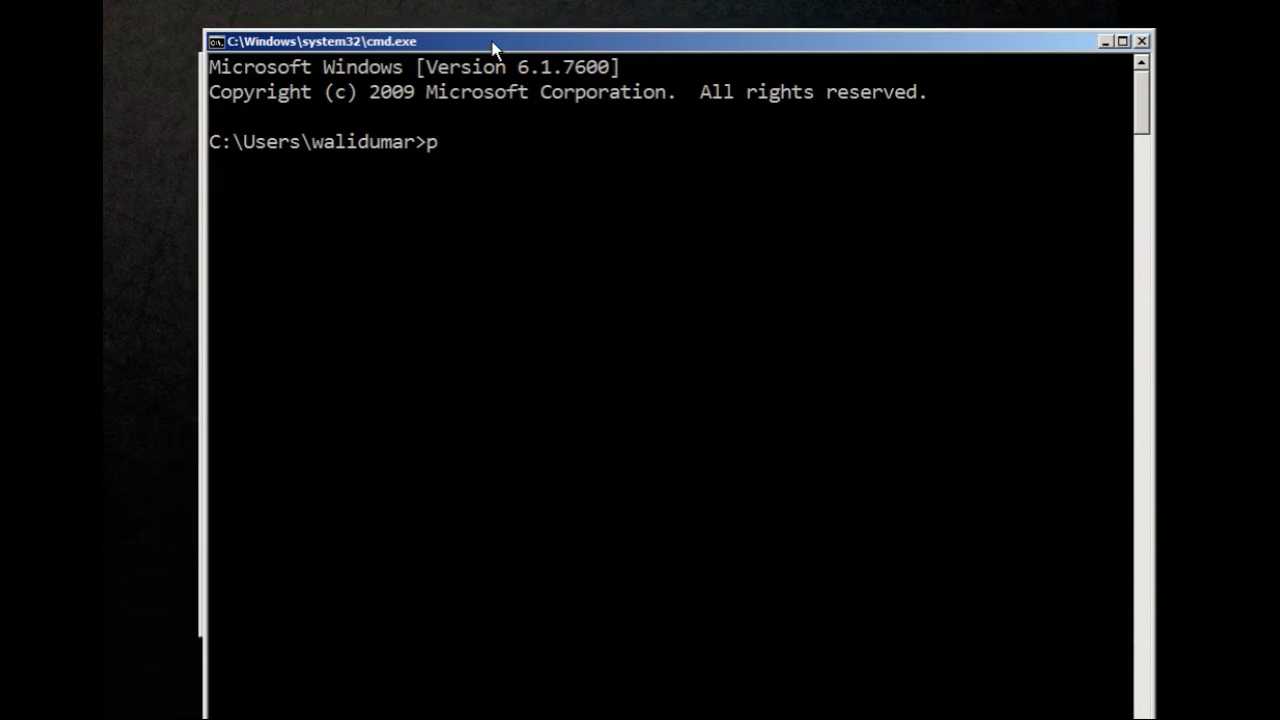 C:\Windows\system32\cmd.exe
Microsoft Windows [Version 6.1.7600]
Copyright (c) 2009 Microsoft Corporation.  All rights reserved.
C:\Users\walidumar>p